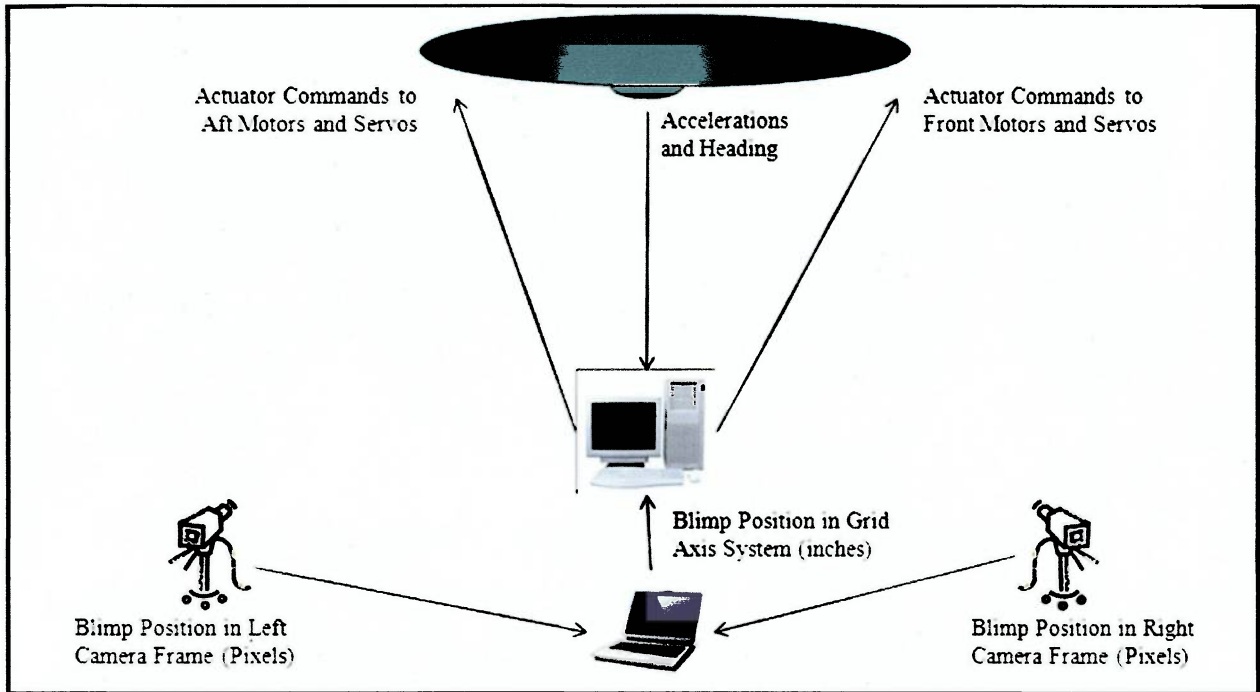 Actuator Commands to
Aft Motors and Servos
Accelerations
and Heading
Actuator Commands to
Front Motors and Servos
Blimp Position in Grid
Axis System (inches)
Blimp Position in Left
Camera Frame (Pixels)
Blimp Position in Right
Camera Frame (Pixels)